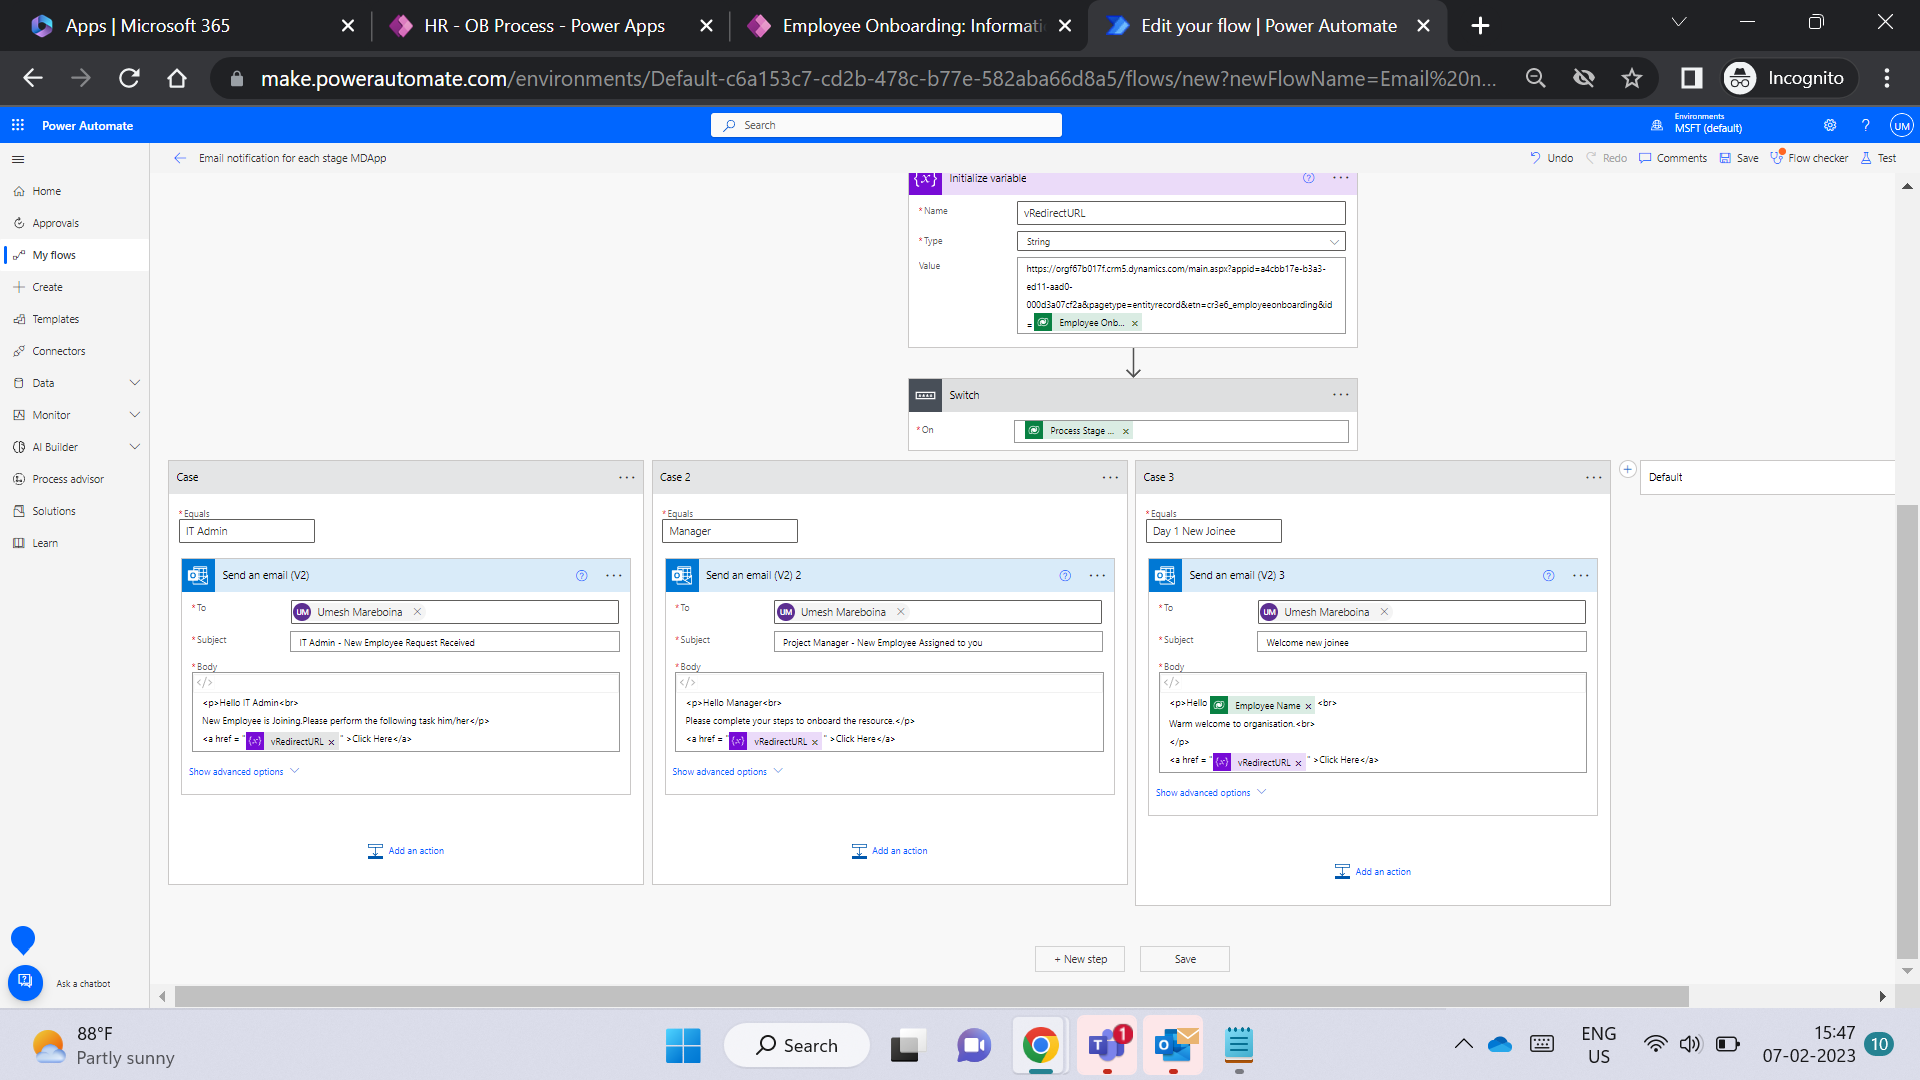 Apps | Microsoft 365
HR - OB Process - Power Apps
Employee Onboarding: Informati
Edit your flow | Power Automate
make.powerautomate.com/environments/Default-c6a153c7-cd2b-478c-b77e-582aba66d8a5/flows/new?newFlowName=Email%20n...
Incognito
Power Automate
Search
Environments
MSFT (default)
UM
Email notification for each stage MDApp
Undo
Redo
Comments
Save
Flow checker
Test
Home
Approvals
My flows
Create
Templates
Connectors
Data
Monitor
AI Builder
Process advisor
Solutions
Learn
Ask a chatbot
Initialize variable
* Name
vRedirectURL
* Type
String
Value
https://orgf67b017f.crm5.dynamics.com/main.aspx?appid=a4cbb17e-b3a3-
ed11-aad0-
000d3a07cf2a&pagetype=entityrecord&etn=cr3e6_employeeonboarding&id
= Employee Onb... ×
Switch
* On
Process Stage ... ×
Case
* Equals
IT Admin
Send an email (V2)
* To
UM Umesh Mareboina
* Subject
IT Admin - New Employee Request Received
* Body
</>
<p>Hello IT Admin<br>
New Employee is Joining.Please perform the following task him/her</p>
<a href = " {x} vRedirectURL × " >Click Here</a>
Show advanced options
Add an action
Case 2
* Equals
Manager
Send an email (V2) 2
* To
UM Umesh Mareboina
* Subject
Project Manager - New Employee Assigned to you
* Body
</>
<p>Hello Manager<br>
Please complete your steps to onboard the resource.</p>
<a href = " {x} vRedirectURL × " >Click Here</a>
Show advanced options
Add an action
Case 3
* Equals
Day 1 New Joinee
Send an email (V2) 3
* To
UM Umesh Mareboina
* Subject
Welcome new joinee
* Body
</>
<p>Hello Employee Name × <br>
Warm welcome to organisation.<br>
</p>
<a href = " {x} vRedirectURL × " >Click Here</a>
Show advanced options
Add an action
Default
+ New step
Save
88°F
Partly sunny
Search
1
ENG
US
15:47
07-02-2023
10